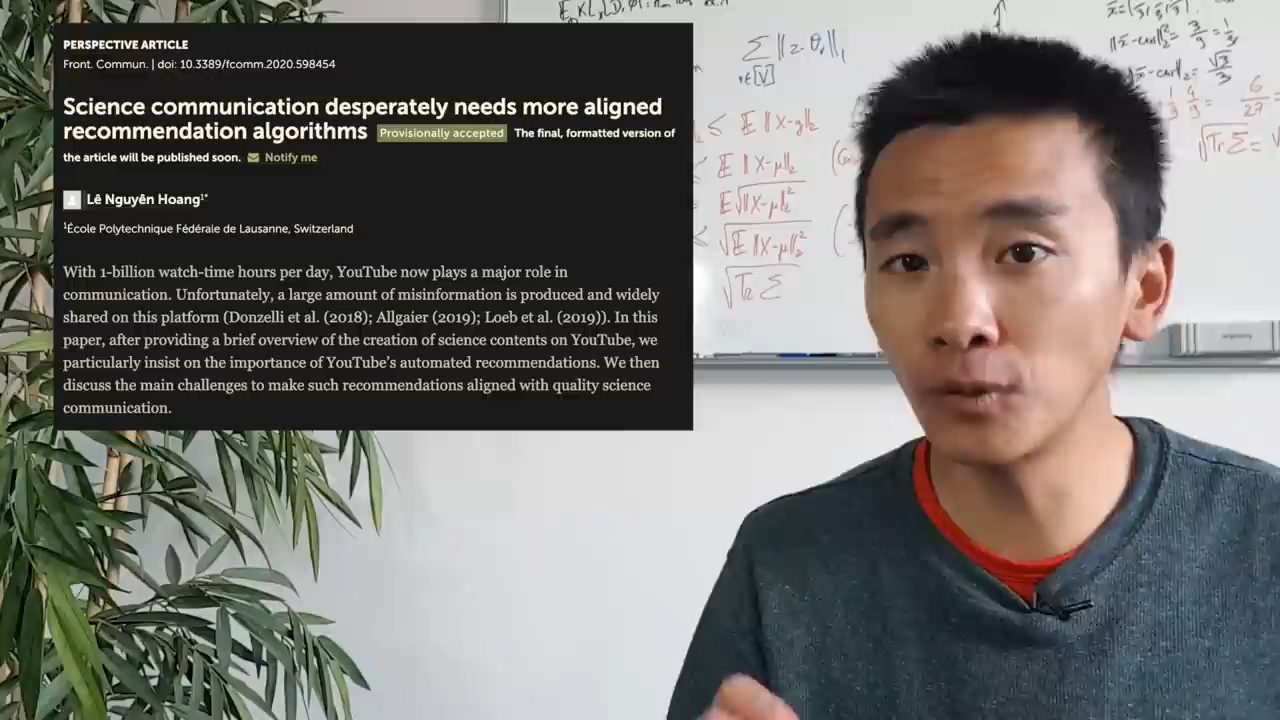 PERSPECTIVE ARTICLE
Front. Commun. | doi: 10.3389/fcomm.2020.598454
Science communication desperately needs more aligned
recommendation algorithms Provisionally accepted The final, formatted version of
the article will be published soon. Notify me
Lê Nguyên Hoang¹*
¹École Polytechnique Fédérale de Lausanne, Switzerland
With 1-billion watch-time hours per day, YouTube now plays a major role in
communication. Unfortunately, a large amount of misinformation is produced and widely
shared on this platform (Donzelli et al. (2018); Allgaier (2019); Loeb et al. (2019)). In this
paper, after providing a brief overview of the creation of science contents on YouTube, we
particularly insist on the importance of YouTube's automated recommendations. We then
discuss the main challenges to make such recommendations aligned with quality science
communication.
≤ E ‖X-μ‖₂
√Tr Σ